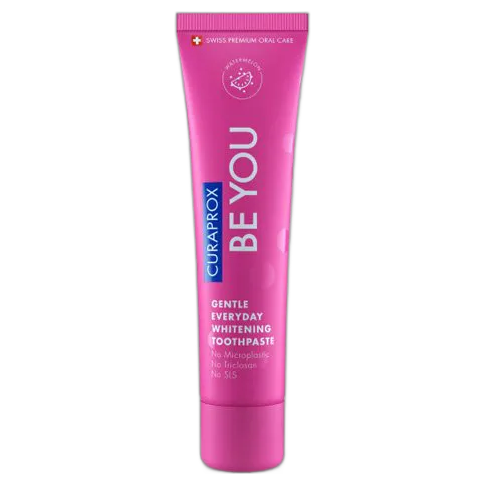 SWISS PREMIUM ORAL CARE
WATERMELON
BE YOU
CURAPROX
GENTLE
EVERYDAY
WHITENING
TOOTHPASTE
No Microplastic
No Triclosan
No SLS